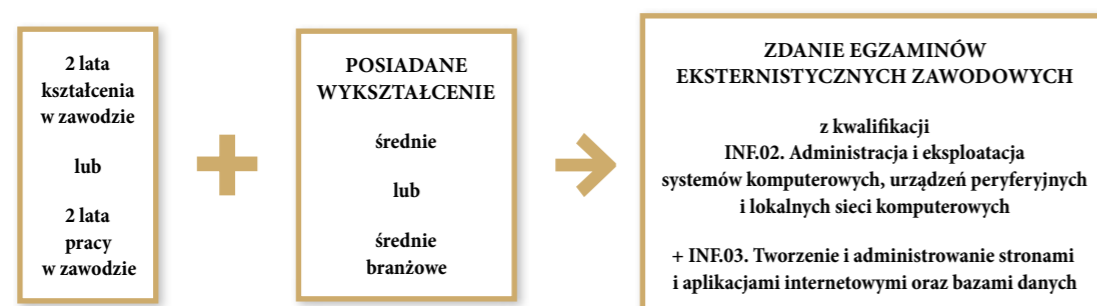 2 lata
kształcenia
w zawodzie
lub
2 lata
pracy
w zawodzie
POSIADANE
WYKSZTAŁCENIE
średnie
lub
średnie
branżowe
ZDANIE EGZAMINÓW
EKSTERNISTYCZNYCH ZAWODOWYCH
z kwalifikacji
INF.02. Administracja i eksploatacja
systemów komputerowych, urządzeń peryferyjnych
i lokalnych sieci komputerowych
+ INF.03. Tworzenie i administrowanie stronami
i aplikacjami internetowymi oraz bazami danych